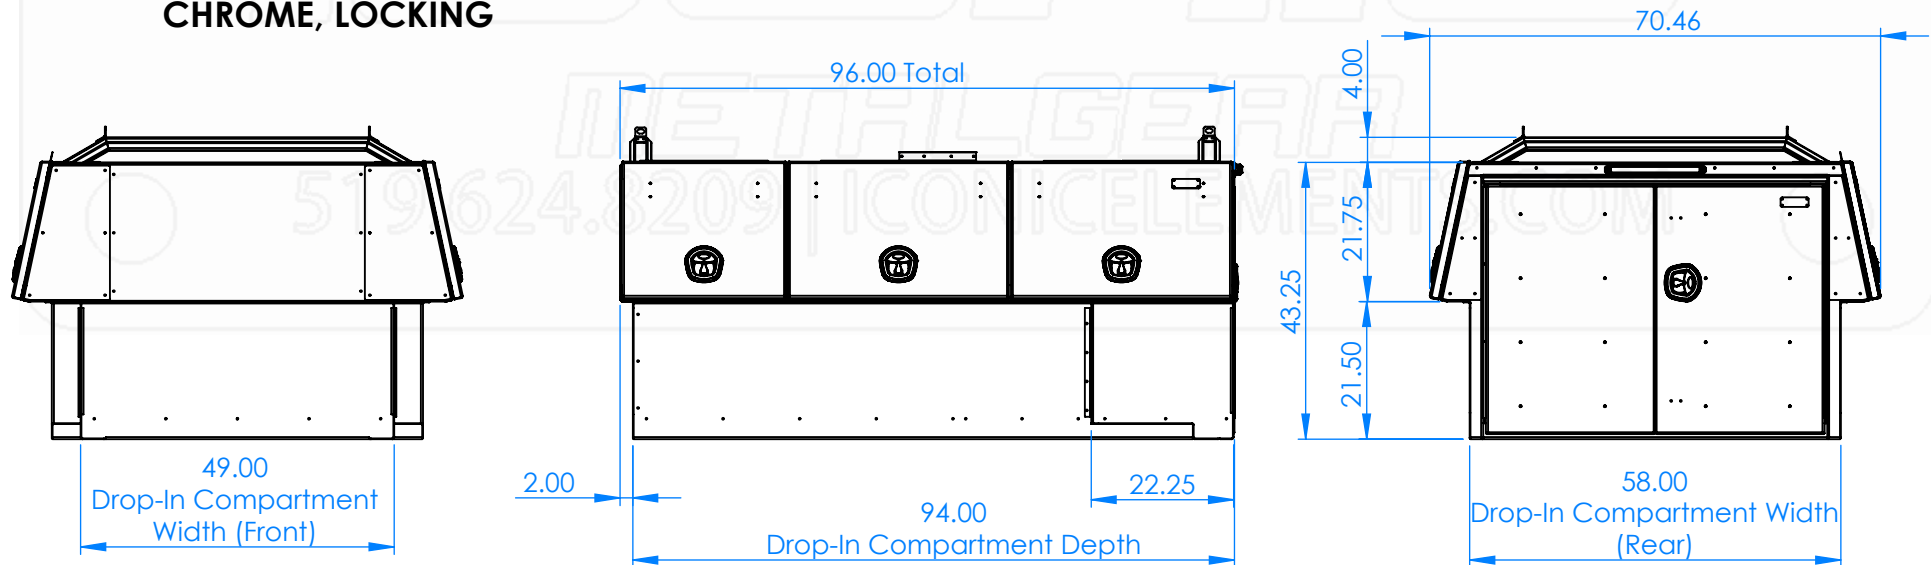 CHROME, LOCKING
METALGEAR
519.624.8209 | ICONICELEMENTS.COM
49.00
Drop-In Compartment
Width (Front)
96.00 Total
2.00
22.25
94.00
Drop-In Compartment Depth
70.46
4.00
21.75
43.25
21.50
58.00
Drop-In Compartment Width
(Rear)